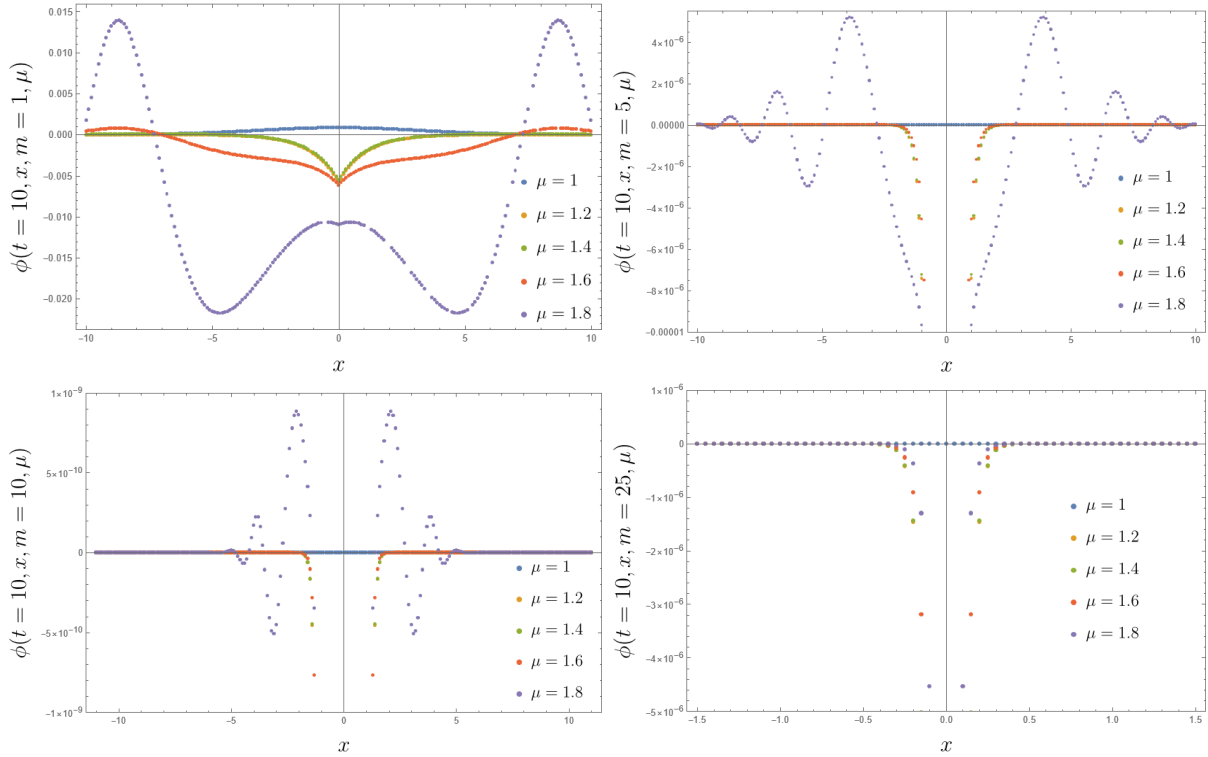 ϕ(t = 10, x, m = 1, μ)
0.015
0.010
0.005
0.000
-0.005
-0.010
-0.015
-0.020
-10
-5
0
5
10
x
μ = 1
μ = 1.2
μ = 1.4
μ = 1.6
μ = 1.8
ϕ(t = 10, x, m = 5, μ)
4.×10⁻⁶
2.×10⁻⁶
0.00000
-2.×10⁻⁶
-4.×10⁻⁶
-6.×10⁻⁶
-8.×10⁻⁶
-0.00001
-10
-5
0
5
10
x
μ = 1
μ = 1.2
μ = 1.4
μ = 1.6
μ = 1.8
ϕ(t = 10, x, m = 10, μ)
1.×10⁻⁹
5.×10⁻¹⁰
0
-5.×10⁻¹⁰
-1.×10⁻⁹
-10
-5
0
5
10
x
μ = 1
μ = 1.2
μ = 1.4
μ = 1.6
μ = 1.8
ϕ(t = 10, x, m = 25, μ)
1.×10⁻⁶
0
-1.×10⁻⁶
-2.×10⁻⁶
-3.×10⁻⁶
-4.×10⁻⁶
-5.×10⁻⁶
-1.5
-1.0
-0.5
0.0
0.5
1.0
1.5
x
μ = 1
μ = 1.2
μ = 1.4
μ = 1.6
μ = 1.8